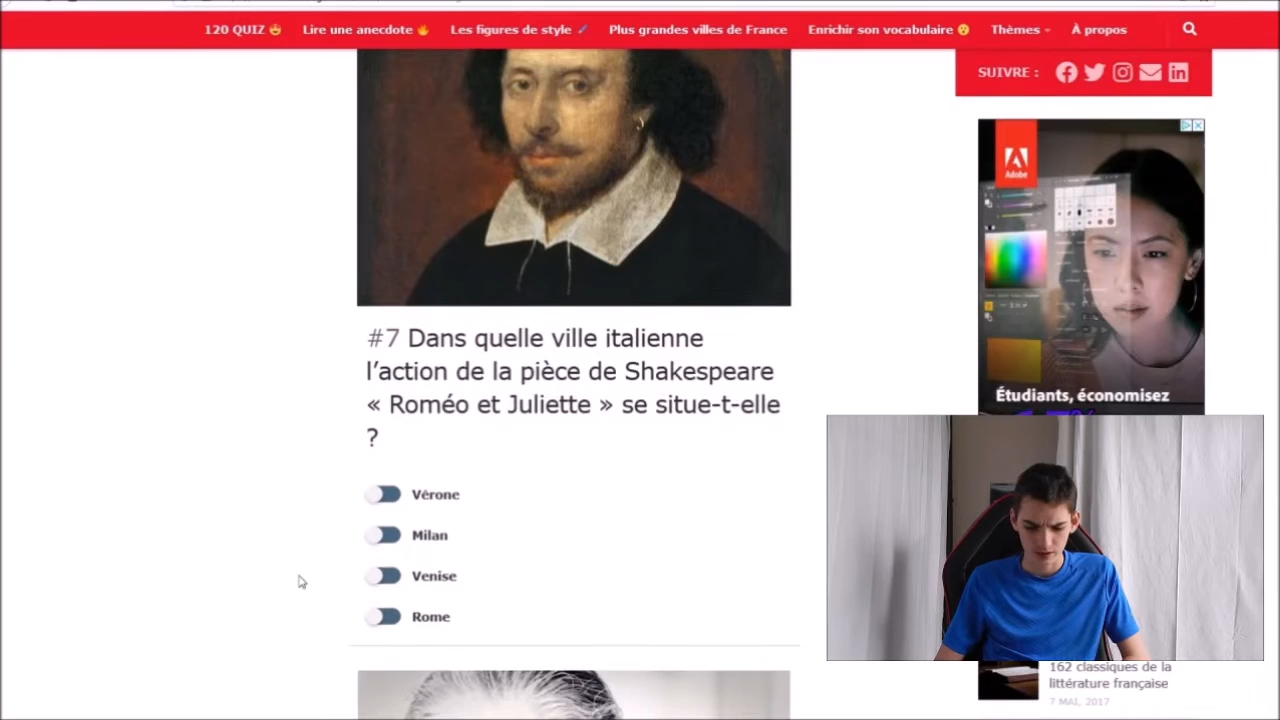 120 QUIZ 😍 Lire une anecdote 🔥 Les figures de style 🖌 Plus grandes villes de France Enrichir son vocabulaire 😮 Thèmes À propos
SUIVRE :
Adobe
Étudiants, économisez
#7 Dans quelle ville italienne
l’action de la pièce de Shakespeare
« Roméo et Juliette » se situe-t-elle
?
Vérone
Milan
Venise
Rome
162 classiques de la
littérature française
7 MAI, 2017